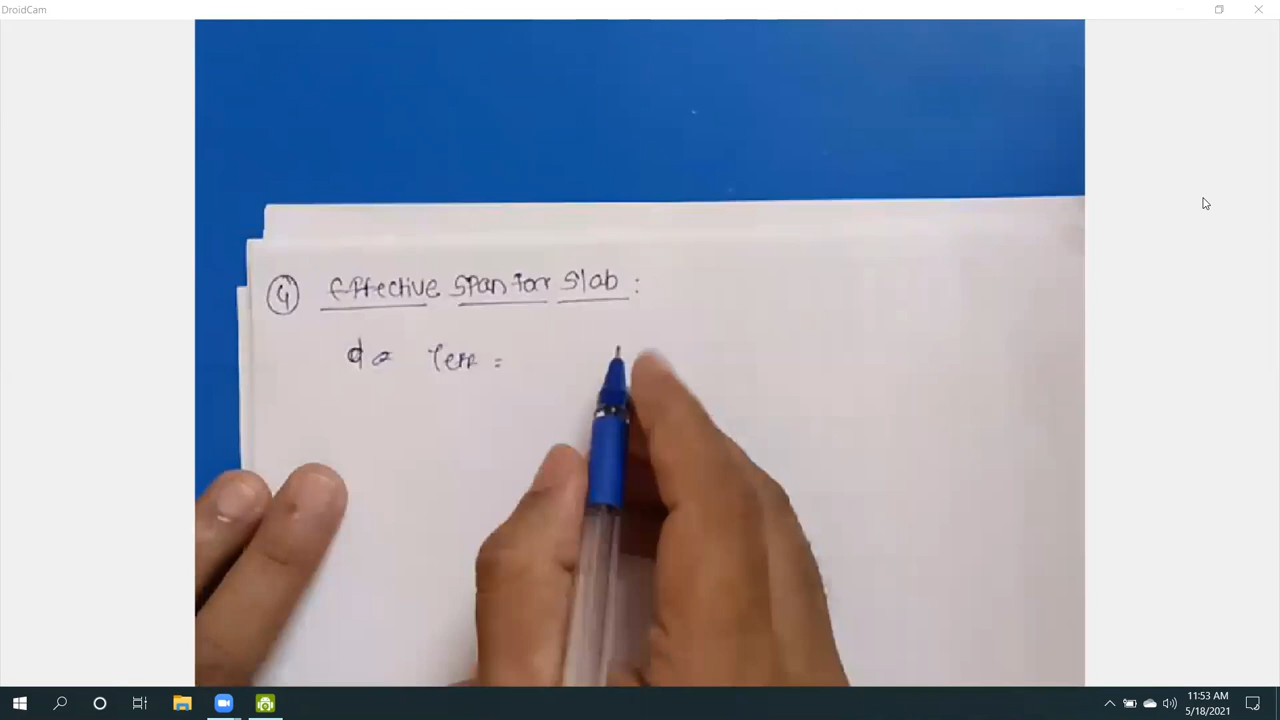 DroidCam
4 Effective Span for Slab :
d leff =
11:53 AM
5/18/2021